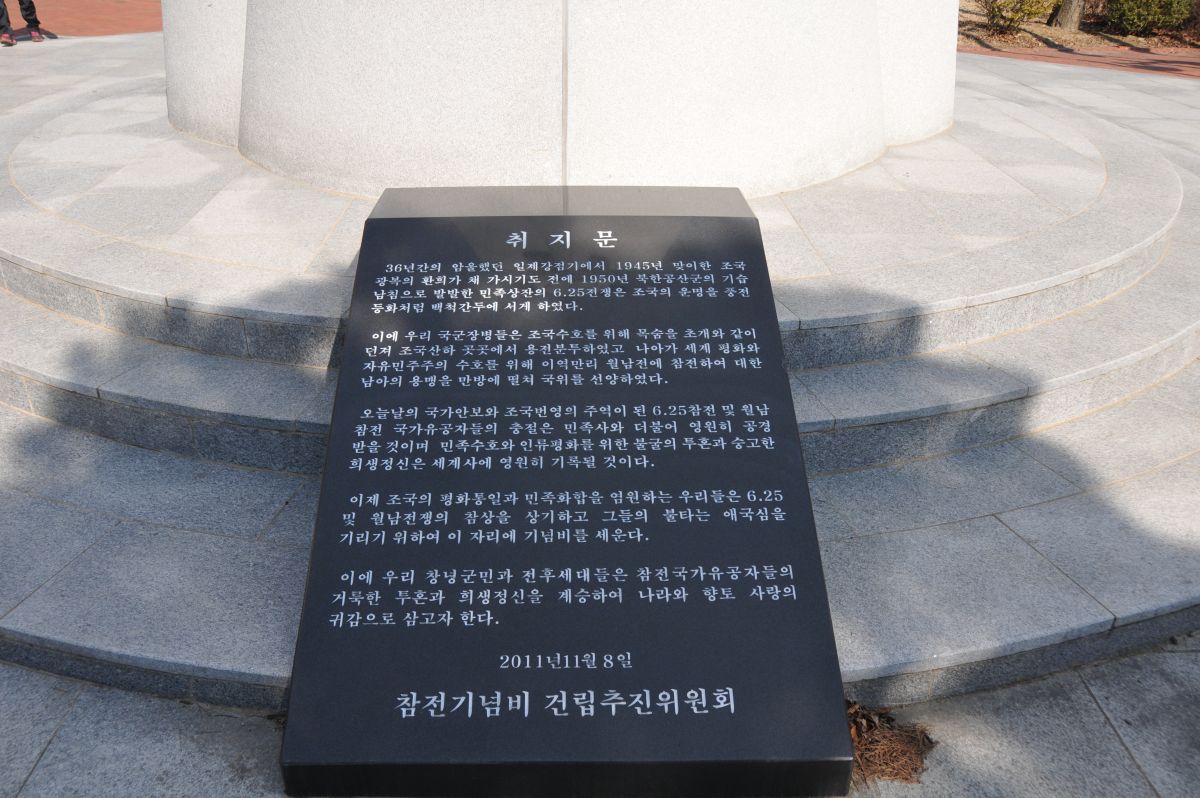 취지문
36년간의 암울했던 일제강점기에서 1945년 맞이한 조국
광복의 환희가 채 가시기도 전에 1950년 북한공산군의 기습
남침으로 발발한 민족상잔의 6.25전쟁은 조국의 운명을 풍전
등화처럼 백척간두에 서게 하였다.
이에 우리 국군장병들은 조국수호를 위해 목숨을 초개와 같이
던져 조국산하 곳곳에서 용전분투하였고 나아가 세계 평화와
자유민주주의 수호를 위해 이역만리 월남전에 참전하여 대한
남아의 용맹을 만방에 떨쳐 국위를 선양하였다.
오늘날의 국가안보와 조국번영의 주역이 된 6.25참전 및 월남
참전 국가유공자들의 충절은 민족사와 더불어 영원히 공경
받을 것이며 민족수호와 인류평화를 위한 불굴의 투혼과 숭고한
희생정신은 세계사에 영원히 기록될 것이다.
이제 조국의 평화통일과 민족화합을 염원하는 우리들은 6.25
및 월남전쟁의 참상을 상기하고 그들의 불타는 애국심을
기리기 위하여 이 자리에 기념비를 세운다.
이에 우리 창녕군민과 전후세대들은 참전국가유공자들의
거룩한 투혼과 희생정신을 계승하여 나라와 향토 사랑의
귀감으로 삼고자 한다.
2011년11월 8일
참전기념비 건립추진위원회